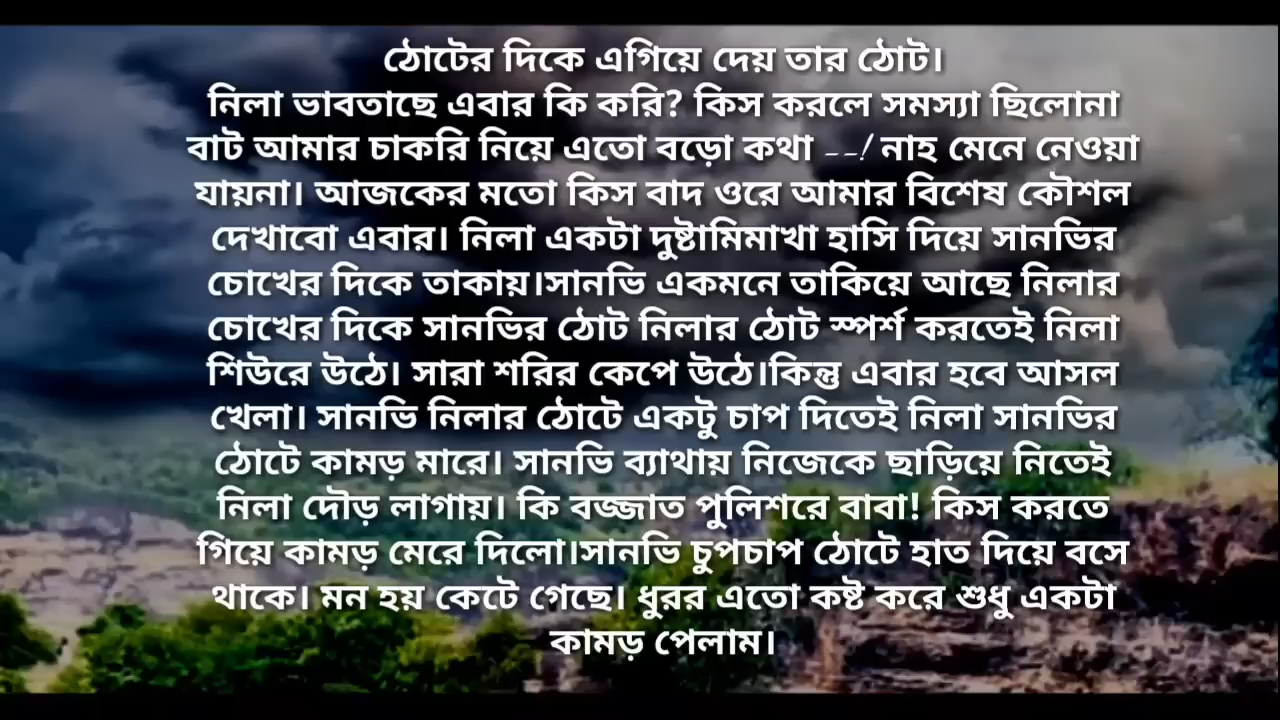 ঠোটের দিকে এগিয়ে দেয় তার ঠোট।
নিলা ভাবতাছে এবার কি করি? কিস করলে সমস্যা ছিলোনা
বাট আমার চাকরি নিয়ে এতো বড়ো কথা --! নাহ মেনে নেওয়া
যায়না। আজকের মতো কিস বাদ ওরে আমার বিশেষ কৌশল
দেখাবো এবার। নিলা একটা দুষ্টামিমাখা হাসি দিয়ে সানভির
চোখের দিকে তাকায়।সানভি একমনে তাকিয়ে আছে নিলার
চোখের দিকে সানভির ঠোট নিলার ঠোট স্পর্শ করতেই নিলা
শিউরে উঠে। সারা শরির কেপে উঠে।কিন্তু এবার হবে আসল
খেলা। সানভি নিলার ঠোটে একটু চাপ দিতেই নিলা সানভির
ঠোটে কামড় মারে। সানভি ব্যাথায় নিজেকে ছাড়িয়ে নিতেই
নিলা দৌড় লাগায়। কি বজ্জাত পুলিশরে বাবা! কিস করতে
গিয়ে কামড় মেরে দিলো।সানভি চুপচাপ ঠোটে হাত দিয়ে বসে
থাকে। মন হয় কেটে গেছে। ধুরর এতো কষ্ট করে শুধু একটা
কামড় পেলাম।